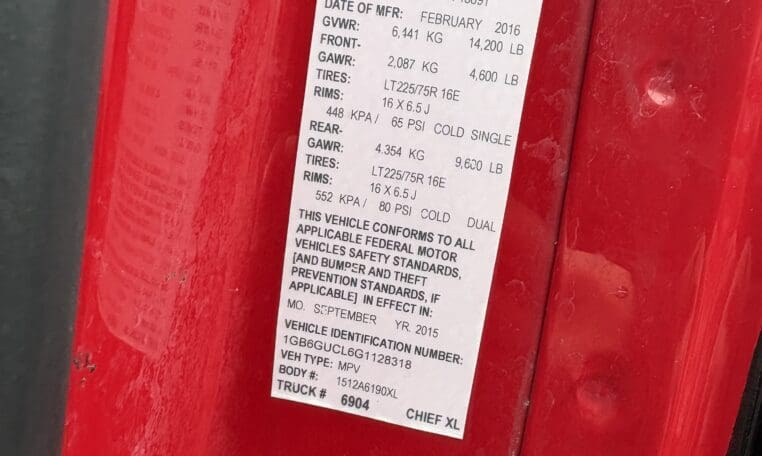 DATE OF MFR: FEBRUARY 2016
GVWR: 6,441 KG 14,200 LB
FRONT-
GAWR: 2,087 KG 4,600 LB
TIRES: LT225/75R 16E
RIMS: 16 X 6.5 J
448 KPA / 65 PSI COLD SINGLE
REAR-
GAWR: 4,354 KG 9,600 LB
TIRES: LT225/75R 16E
RIMS: 16 X 6.5 J
552 KPA / 80 PSI COLD DUAL
THIS VEHICLE CONFORMS TO ALL
APPLICABLE FEDERAL MOTOR
VEHICLES SAFETY STANDARDS,
[AND BUMPER AND THEFT
PREVENTION STANDARDS, IF
APPLICABLE] IN EFFECT IN:
MO. SEPTEMBER YR. 2015
VEHICLE IDENTIFICATION NUMBER:
1GB6GUCL6G1128318
VEH TYPE: MPV
BODY #: 1512A6190XL
TRUCK # 6904 CHIEF XL